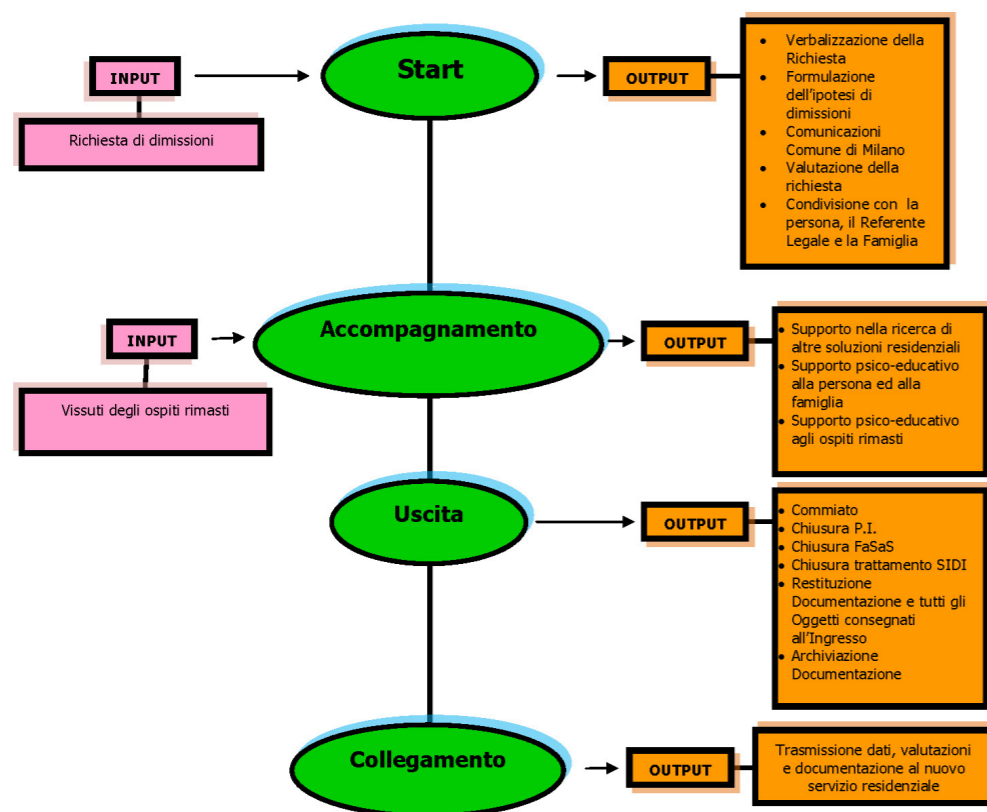 Start
INPUT
OUTPUT
Richiesta di dimissioni
• Verbalizzazione della
Richiesta
• Formulazione
dell'ipotesi di
dimissioni
• Comunicazioni
Comune di Milano
• Valutazione della
richiesta
• Condivisione con la
persona, il Referente
Legale e la Famiglia
Accompagnamento
INPUT
OUTPUT
Vissuti degli ospiti rimasti
• Supporto nella ricerca di
altre soluzioni residenziali
• Supporto psico-educativo
alla persona ed alla
famiglia
• Supporto psico-educativo
agli ospiti rimasti
Uscita
OUTPUT
• Commiato
• Chiusura P.I.
• Chiusura FaSaS
• Chiusura trattamento SIDI
• Restituzione
Documentazione e tutti gli
Oggetti consegnati
all'Ingresso
• Archiviazione
Documentazione
Collegamento
OUTPUT
Trasmissione dati, valutazioni
e documentazione al nuovo
servizio residenziale